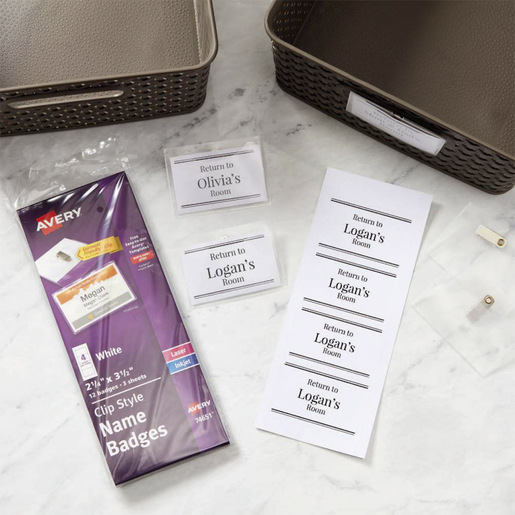 Return to
Olivia's
Room
Return to
Logan's
Room
Return to
Logan's
Room
Return to
Logan's
Room
Return to
Logan's
Room
Return to
Logan's
Room
AVERY
Megan
4
White
Laser
Inkjet
2¼" x 3½"
12 badges • 3 sheets
Clip Style
Name
Badges
AVERY
74651